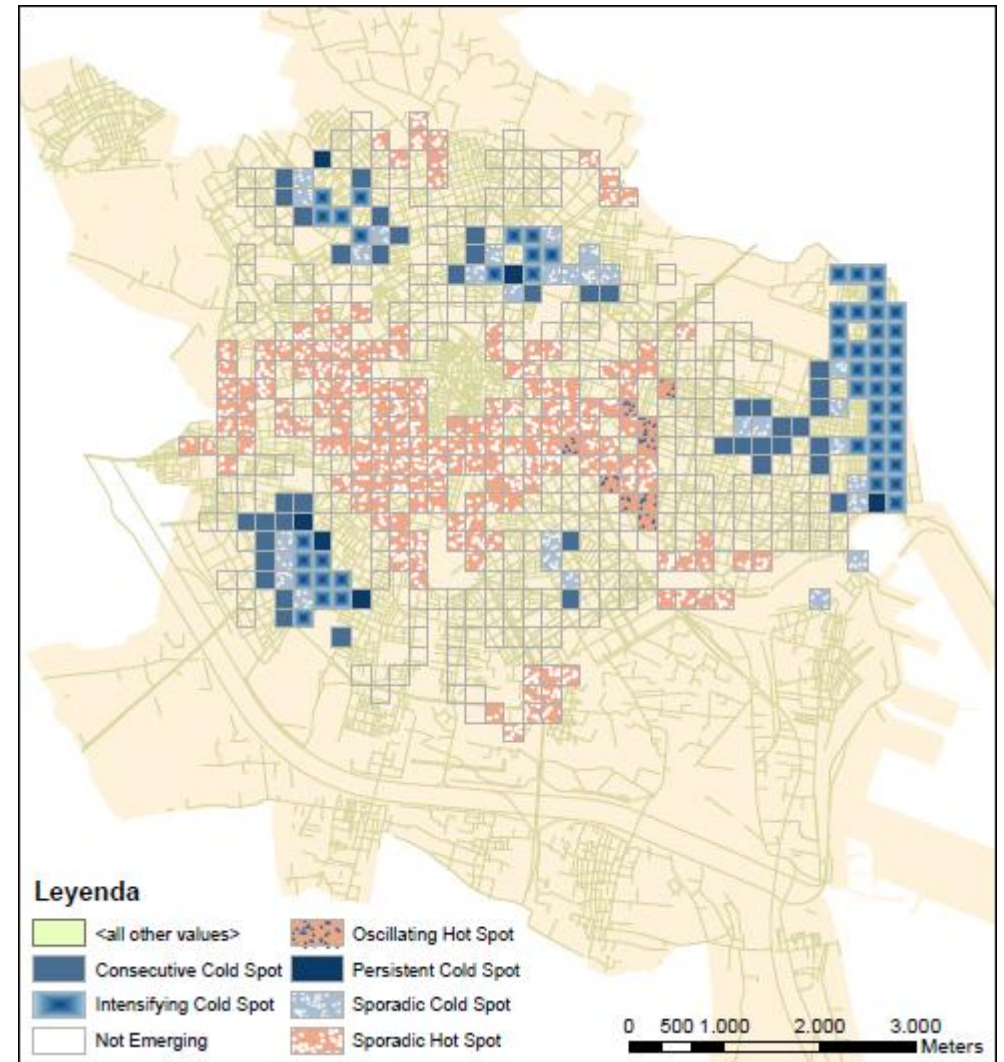 Leyenda
<all other values>
Consecutive Cold Spot
Intensifying Cold Spot
Not Emerging
Oscillating Hot Spot
Persistent Cold Spot
Sporadic Cold Spot
Sporadic Hot Spot
0 500 1.000 2.000 3.000
Meters